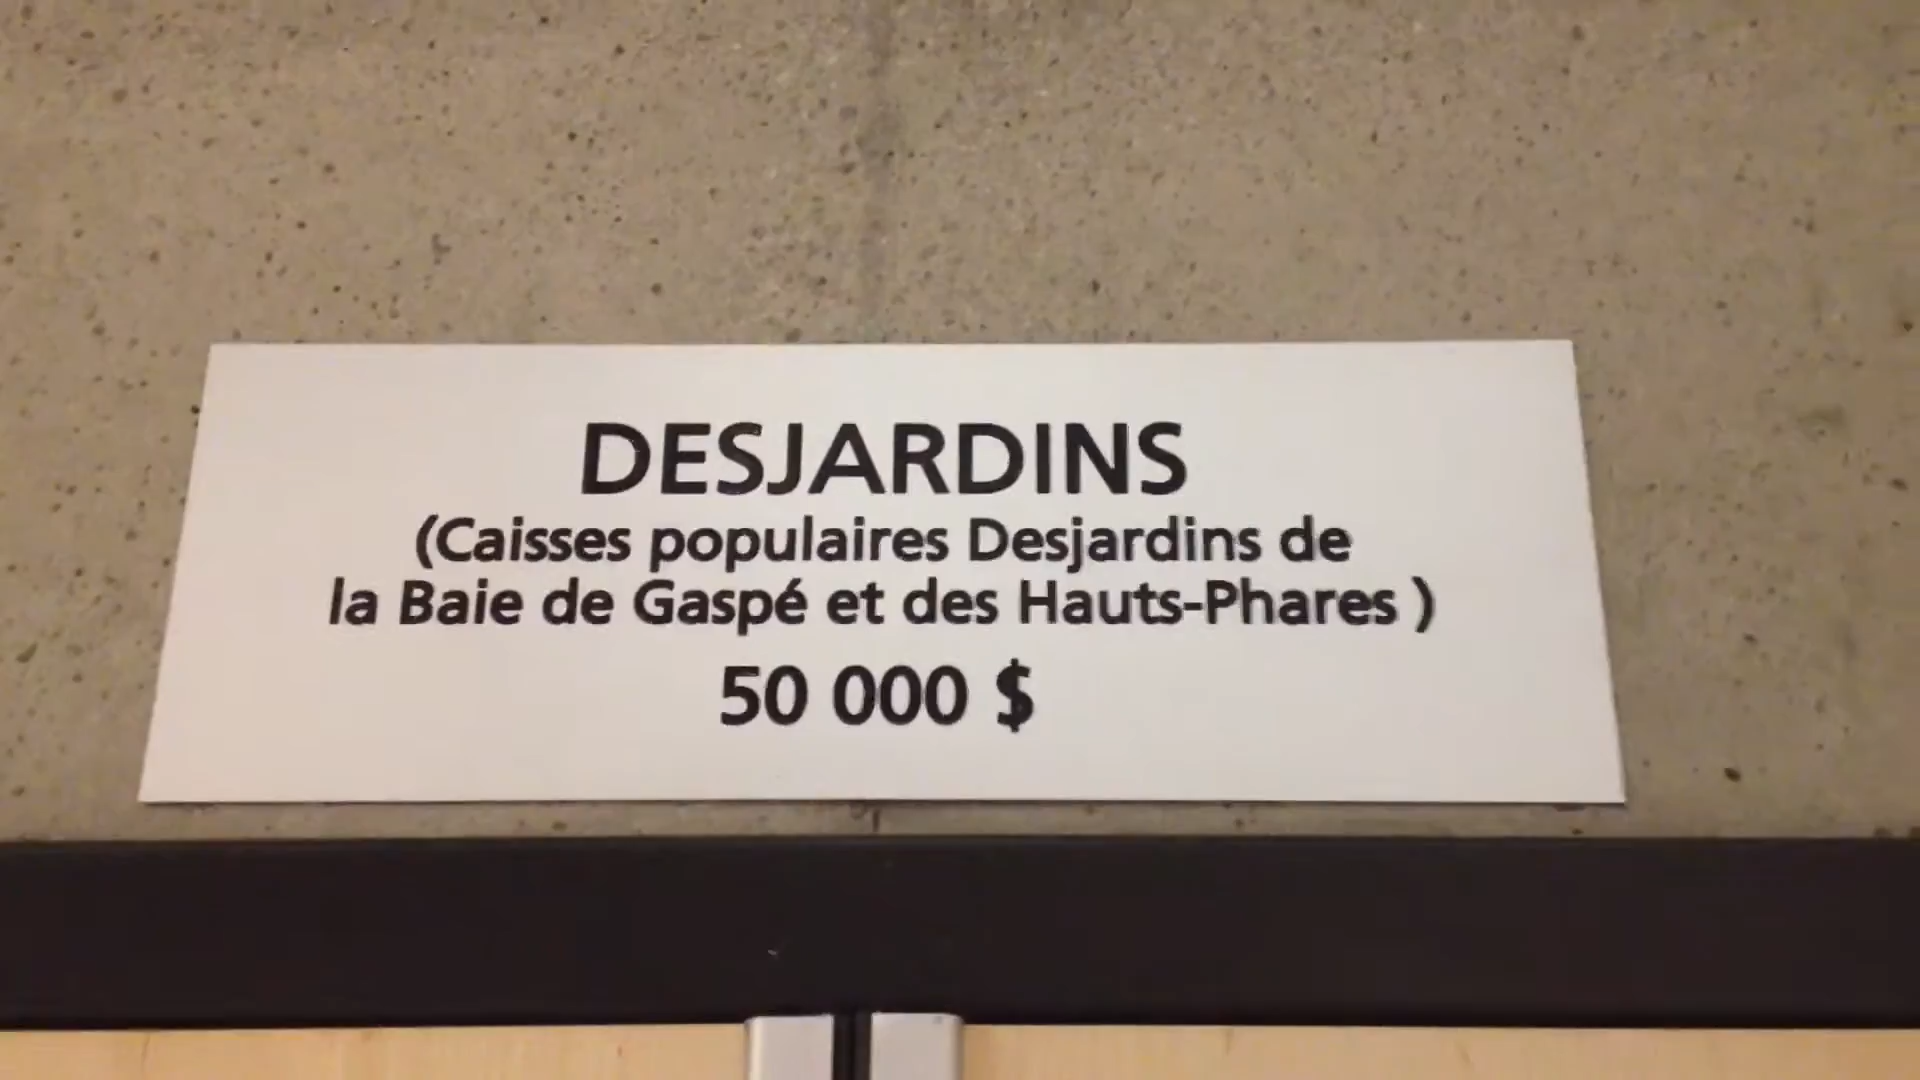 DESJARDINS
(Caisses populaires Desjardins de
la Baie de Gaspé et des Hauts-Phares )
50 000 $